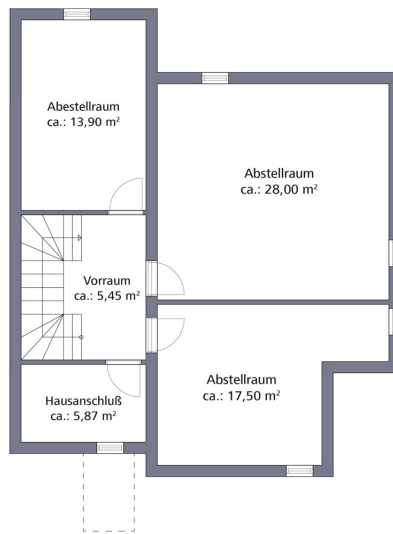 Abestellraum
ca.: 13,90 m²
Abstellraum
ca.: 28,00 m²
Vorraum
ca.: 5,45 m²
Abstellraum
ca.: 17,50 m²
Hausanschluß
ca.: 5,87 m²